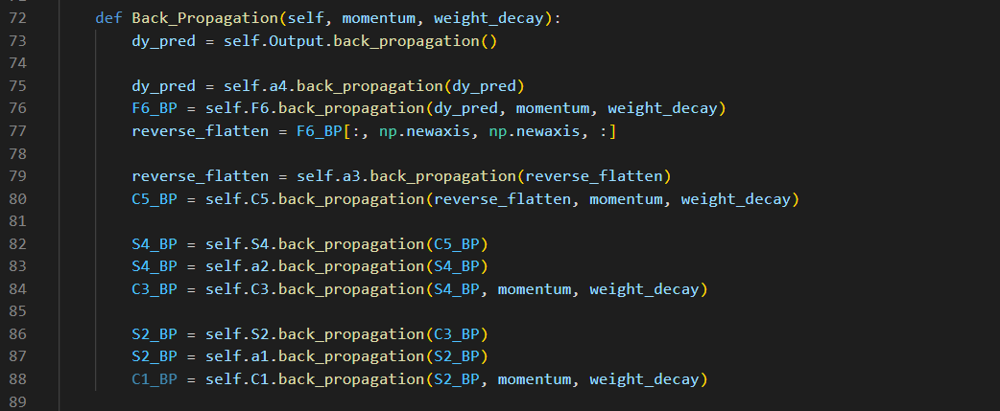 72 def Back_Propagation(self, momentum, weight_decay):
73 dy_pred = self.Output.back_propagation()
74
75 dy_pred = self.a4.back_propagation(dy_pred)
76 F6_BP = self.F6.back_propagation(dy_pred, momentum, weight_decay)
77 reverse_flatten = F6_BP[:, np.newaxis, np.newaxis, :]
78
79 reverse_flatten = self.a3.back_propagation(reverse_flatten)
80 C5_BP = self.C5.back_propagation(reverse_flatten, momentum, weight_decay)
81
82 S4_BP = self.S4.back_propagation(C5_BP)
83 S4_BP = self.a2.back_propagation(S4_BP)
84 C3_BP = self.C3.back_propagation(S4_BP, momentum, weight_decay)
85
86 S2_BP = self.S2.back_propagation(C3_BP)
87 S2_BP = self.a1.back_propagation(S2_BP)
88 C1_BP = self.C1.back_propagation(S2_BP, momentum, weight_decay)
89